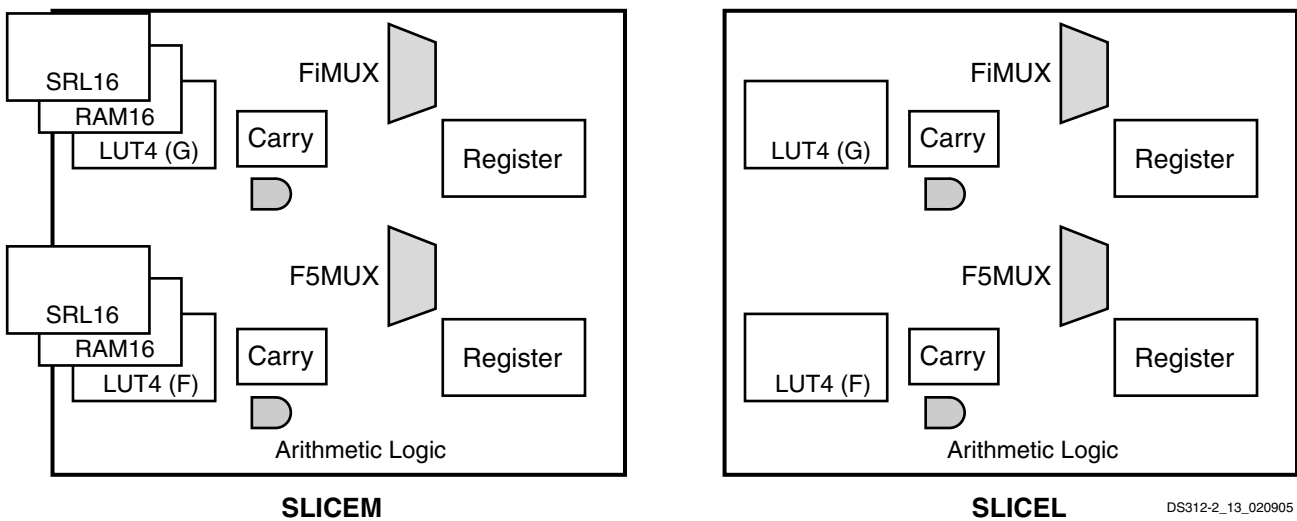 SRL16
RAM16
LUT4 (G)
Carry
FiMUX
Register
SRL16
RAM16
LUT4 (F)
Carry
F5MUX
Register
Arithmetic Logic
SLICEM
FiMUX
LUT4 (G)
Carry
Register
F5MUX
LUT4 (F)
Carry
Register
Arithmetic Logic
SLICEL
DS312-2_13_020905